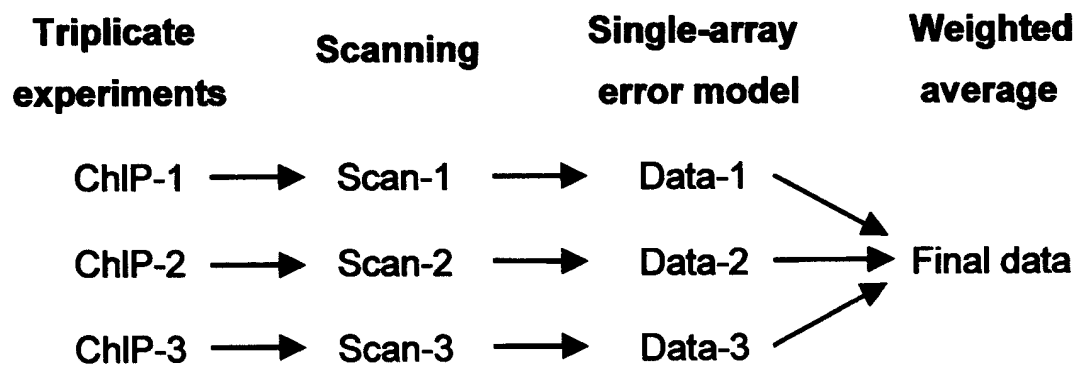 Triplicate
experiments
Scanning
Single-array
error model
Weighted
average
ChIP-1 Scan-1 Data-1
ChIP-2 Scan-2 Data-2 Final data
ChIP-3 Scan-3 Data-3